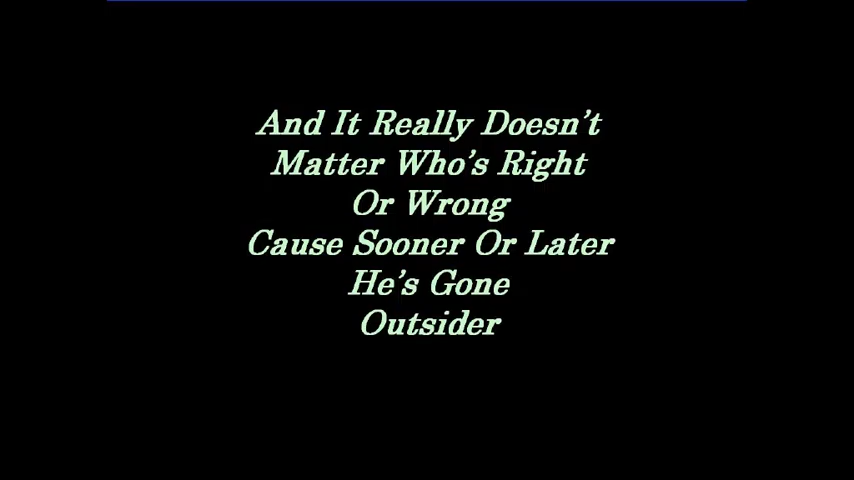 And It Really Doesn't
Matter Who's Right
Or Wrong
Cause Sooner Or Later
He's Gone
Outsider